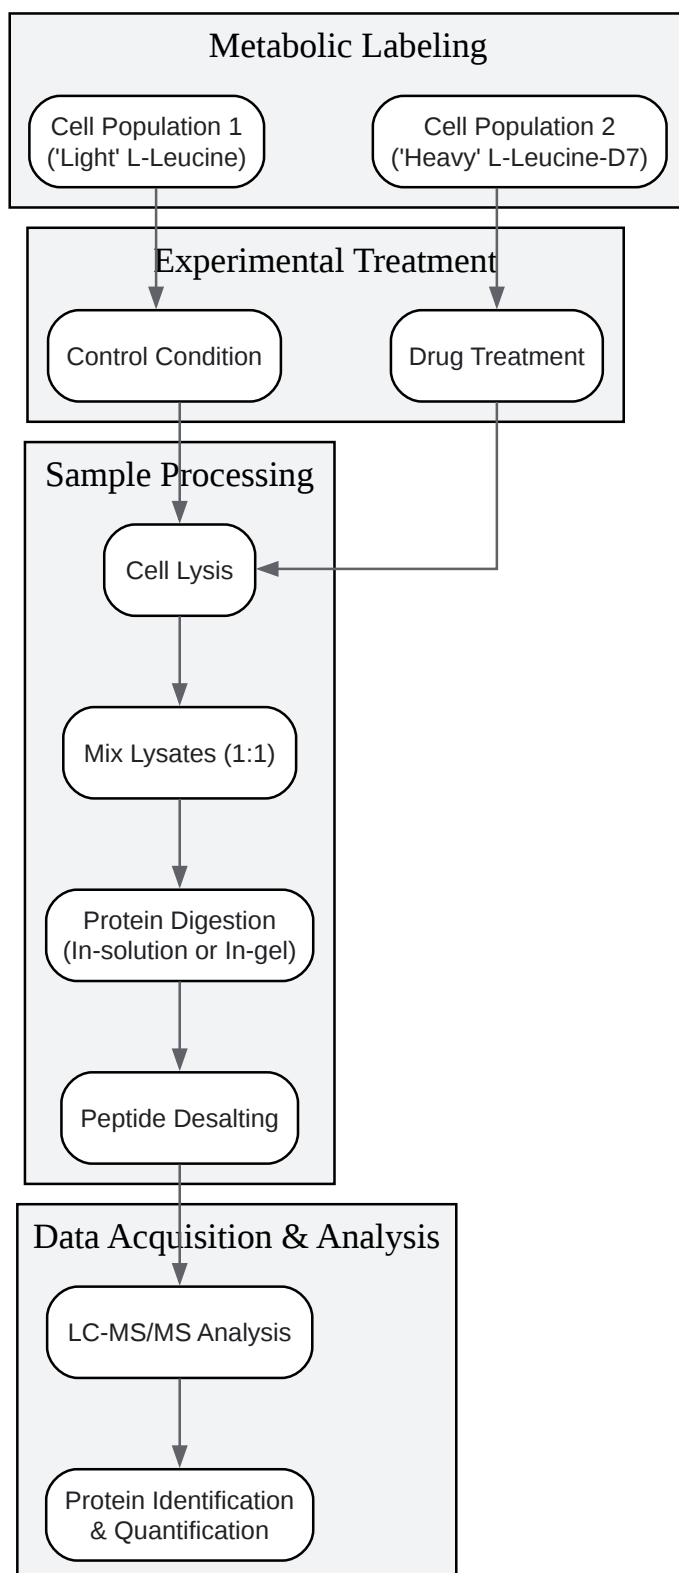 Metabolic Labeling
Cell Population 1
('Light' L-Leucine)
Cell Population 2
('Heavy' L-Leucine-D7)
Experimental Treatment
Control Condition
Drug Treatment
Sample Processing
Cell Lysis
Mix Lysates (1:1)
Protein Digestion
(In-solution or In-gel)
Peptide Desalting
Data Acquisition & Analysis
LC-MS/MS Analysis
Protein Identification
& Quantification